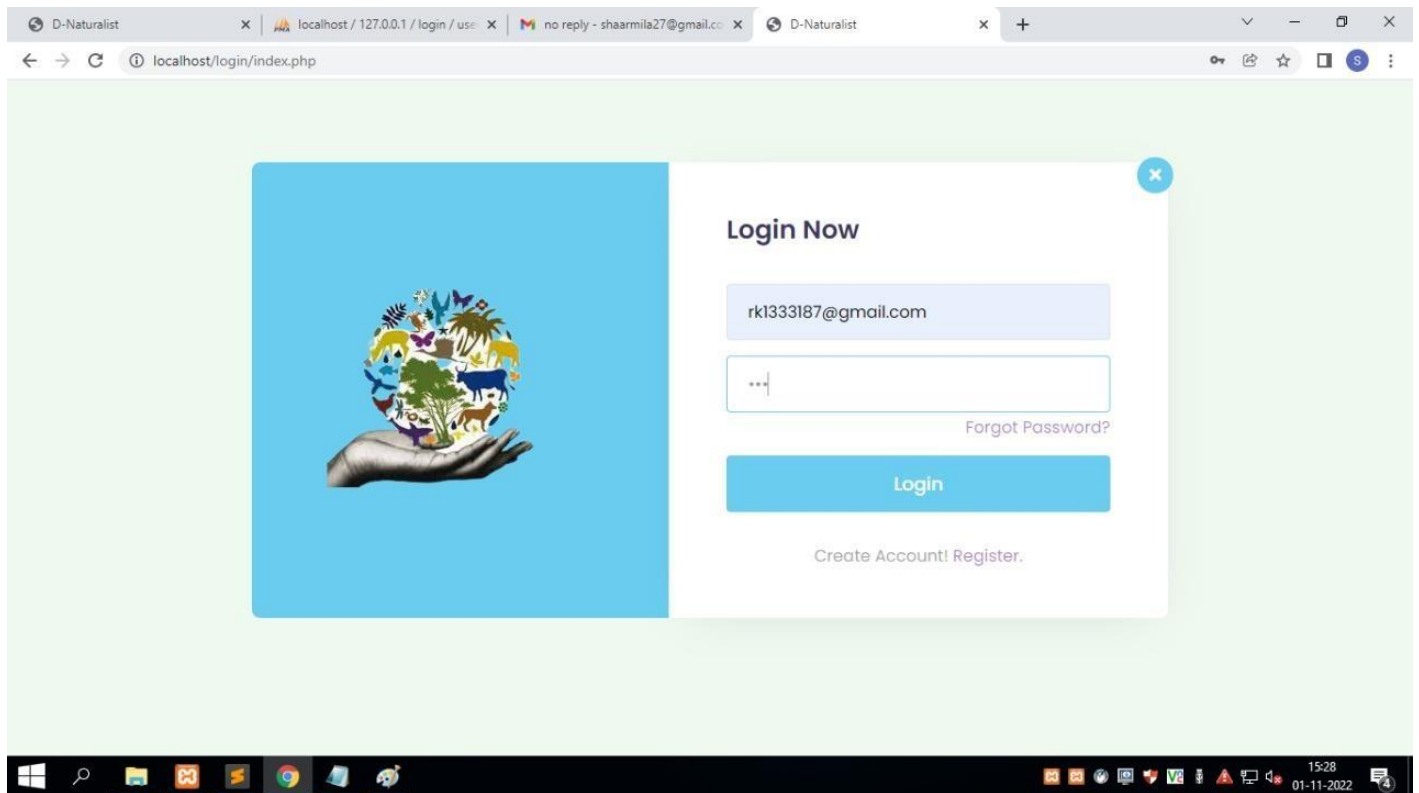 D-Naturalist
localhost / 127.0.0.1 / login / use
no reply - shaarmila27@gmail.co
D-Naturalist
localhost/login/index.php
S
Login Now
rk1333187@gmail.com
Forgot Password?
Login
Create Account! Register.
15:28
01-11-2022
4